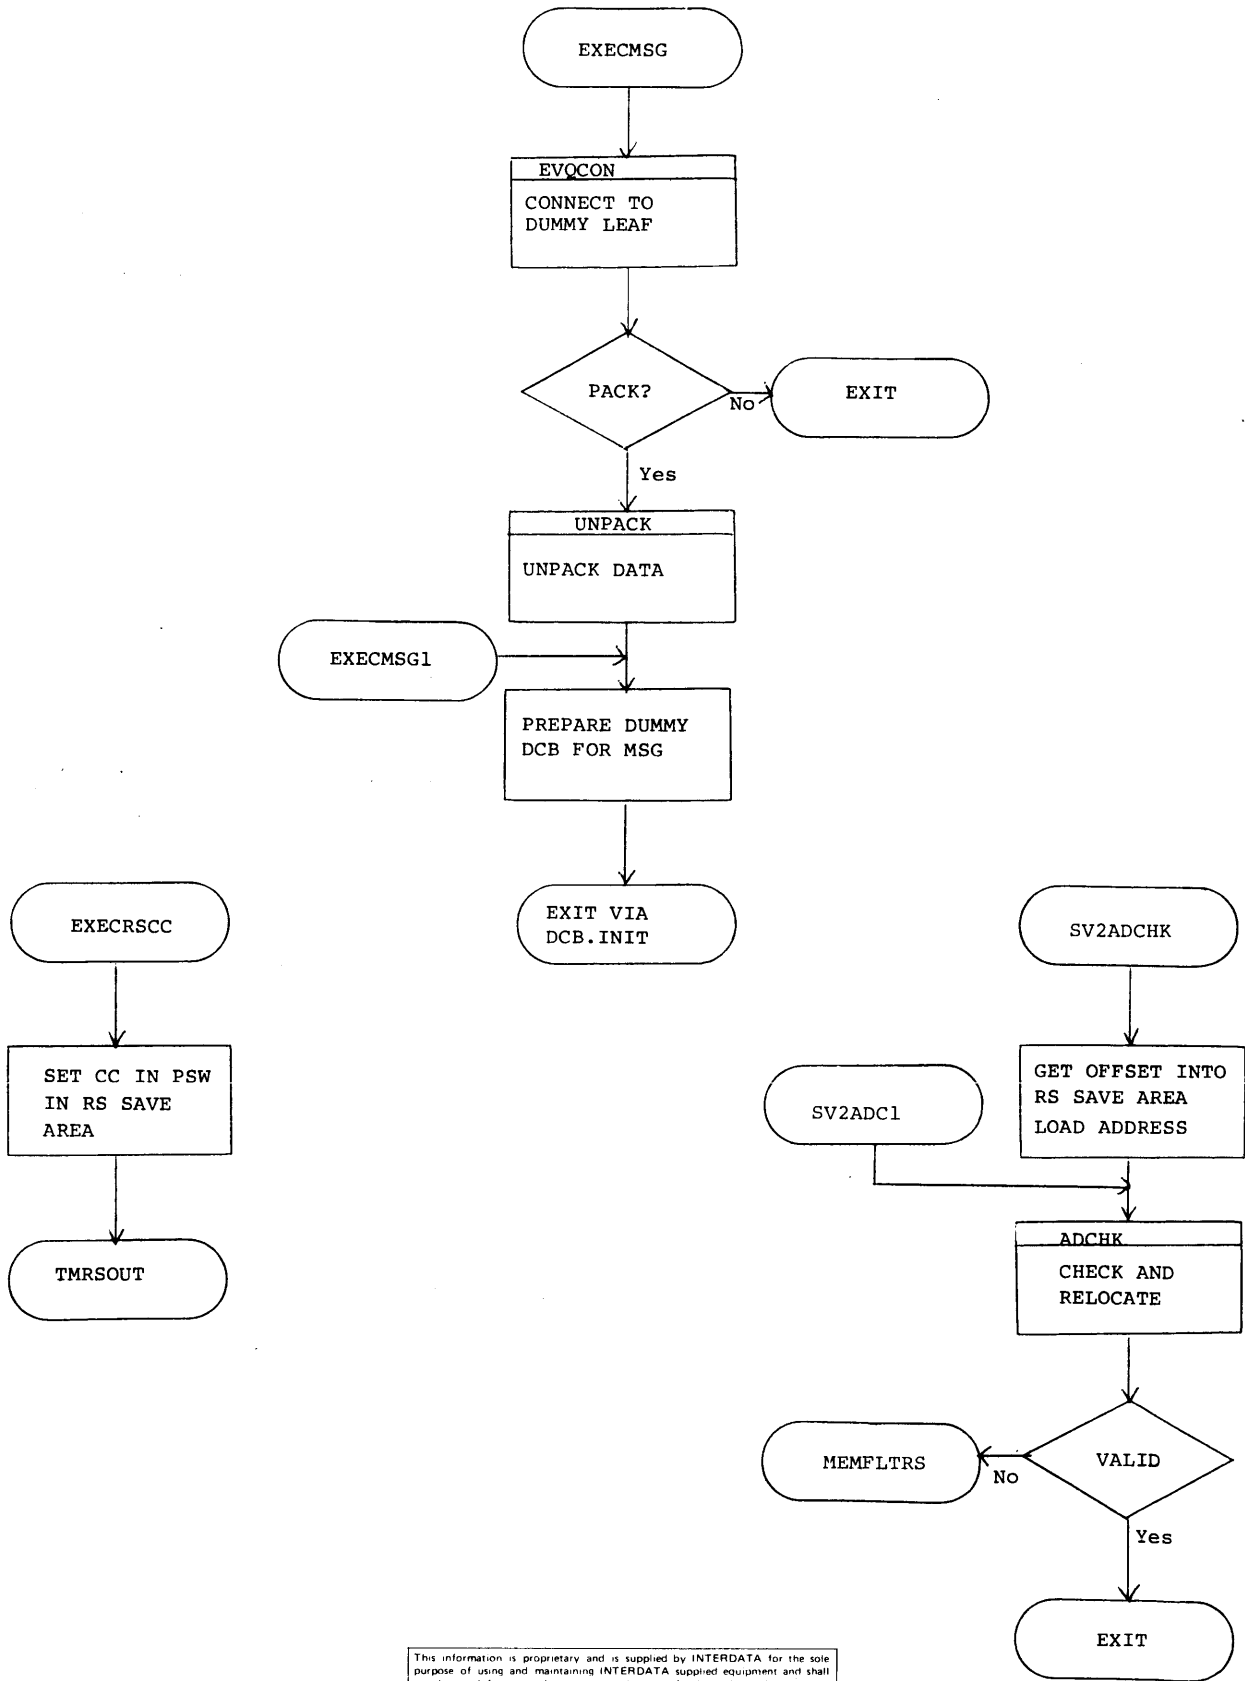 EXECMSG
EVQCON
CONNECT TO
DUMMY LEAF
PACK?
No
EXIT
Yes
UNPACK
UNPACK DATA
EXECMSG1
PREPARE DUMMY
DCB FOR MSG
EXIT VIA
DCB.INIT
EXECRSCC
SET CC IN PSW
IN RS SAVE
AREA
TMRSOUT
SV2ADCHK
GET OFFSET INTO
RS SAVE AREA
LOAD ADDRESS
SV2ADC1
ADCHK
CHECK AND
RELOCATE
VALID
No
MEMFLTRS
Yes
EXIT
This information is proprietary and is supplied by INTERDATA for the sole
purpose of using and maintaining INTERDATA supplied equipment and shall